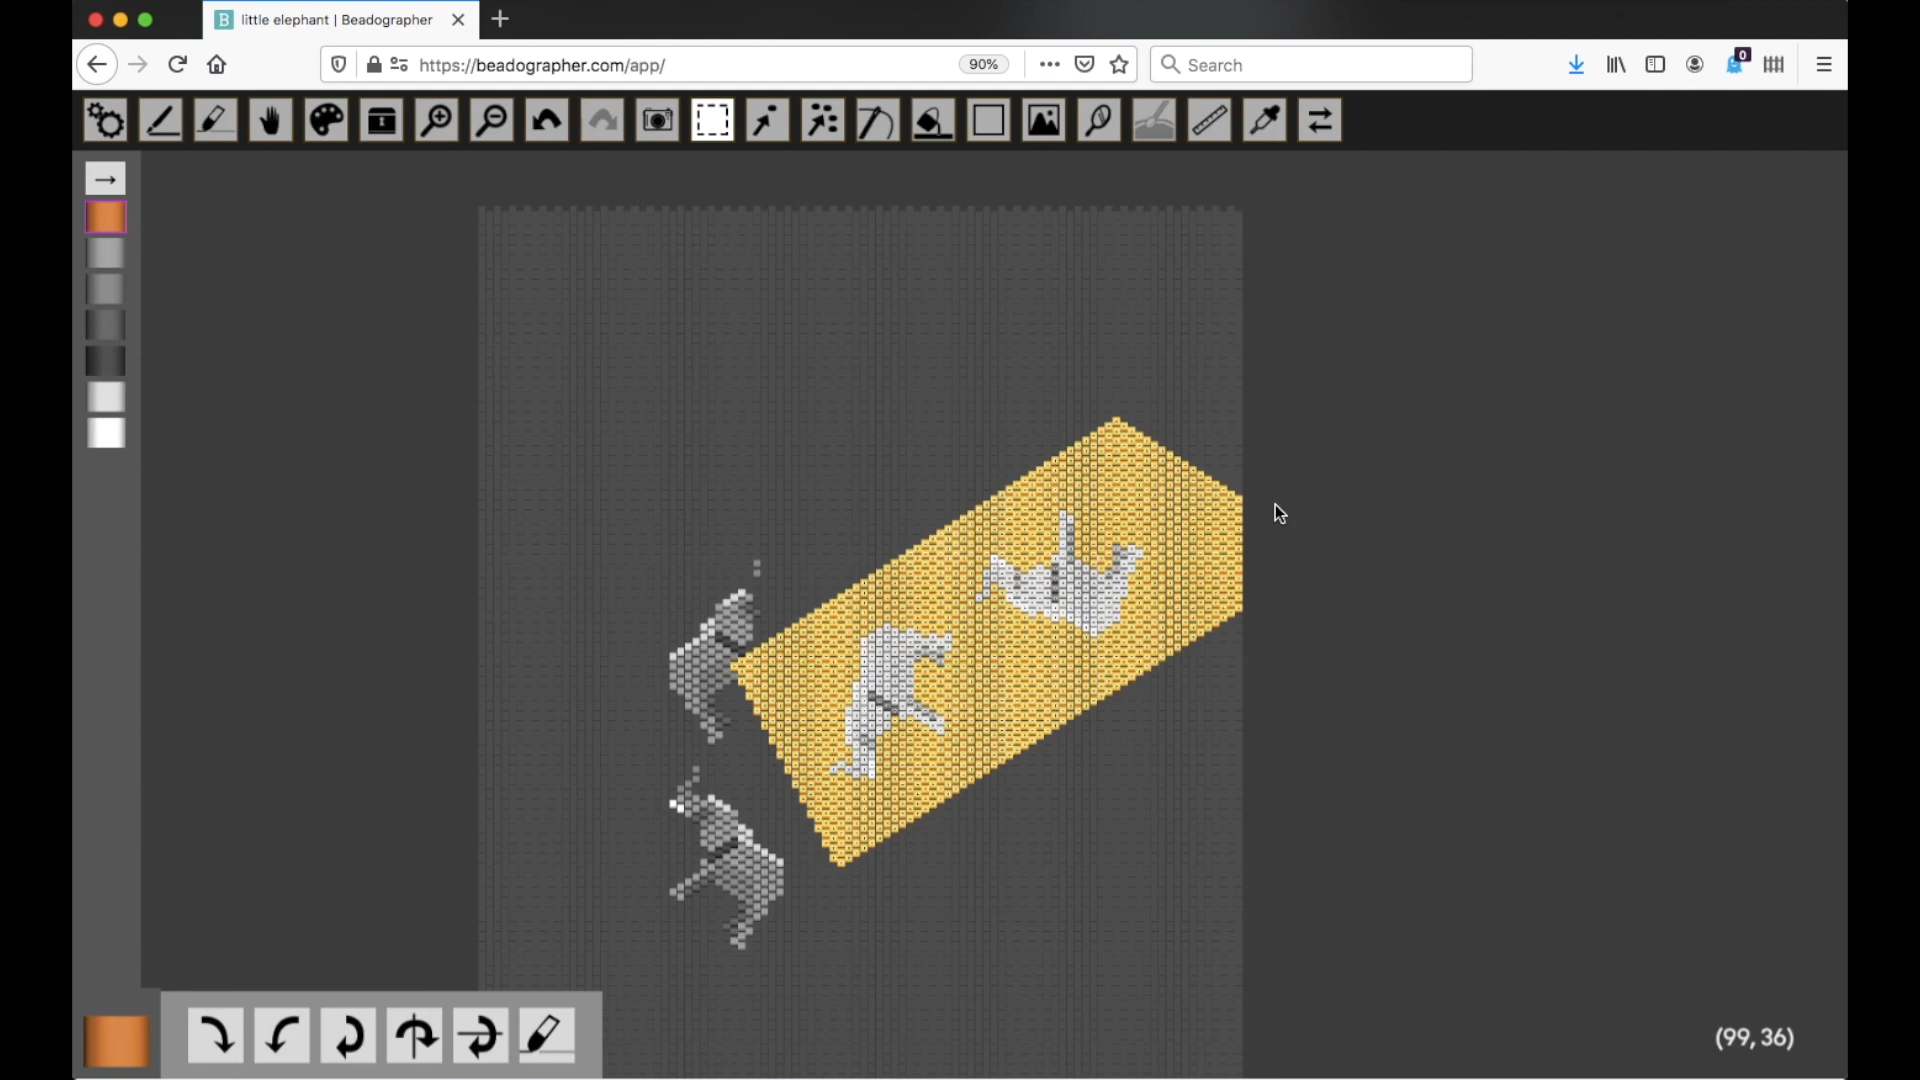 B little elephant | Beadographer
https://beadographer.com/app/
90%
Search
0
(99, 36)